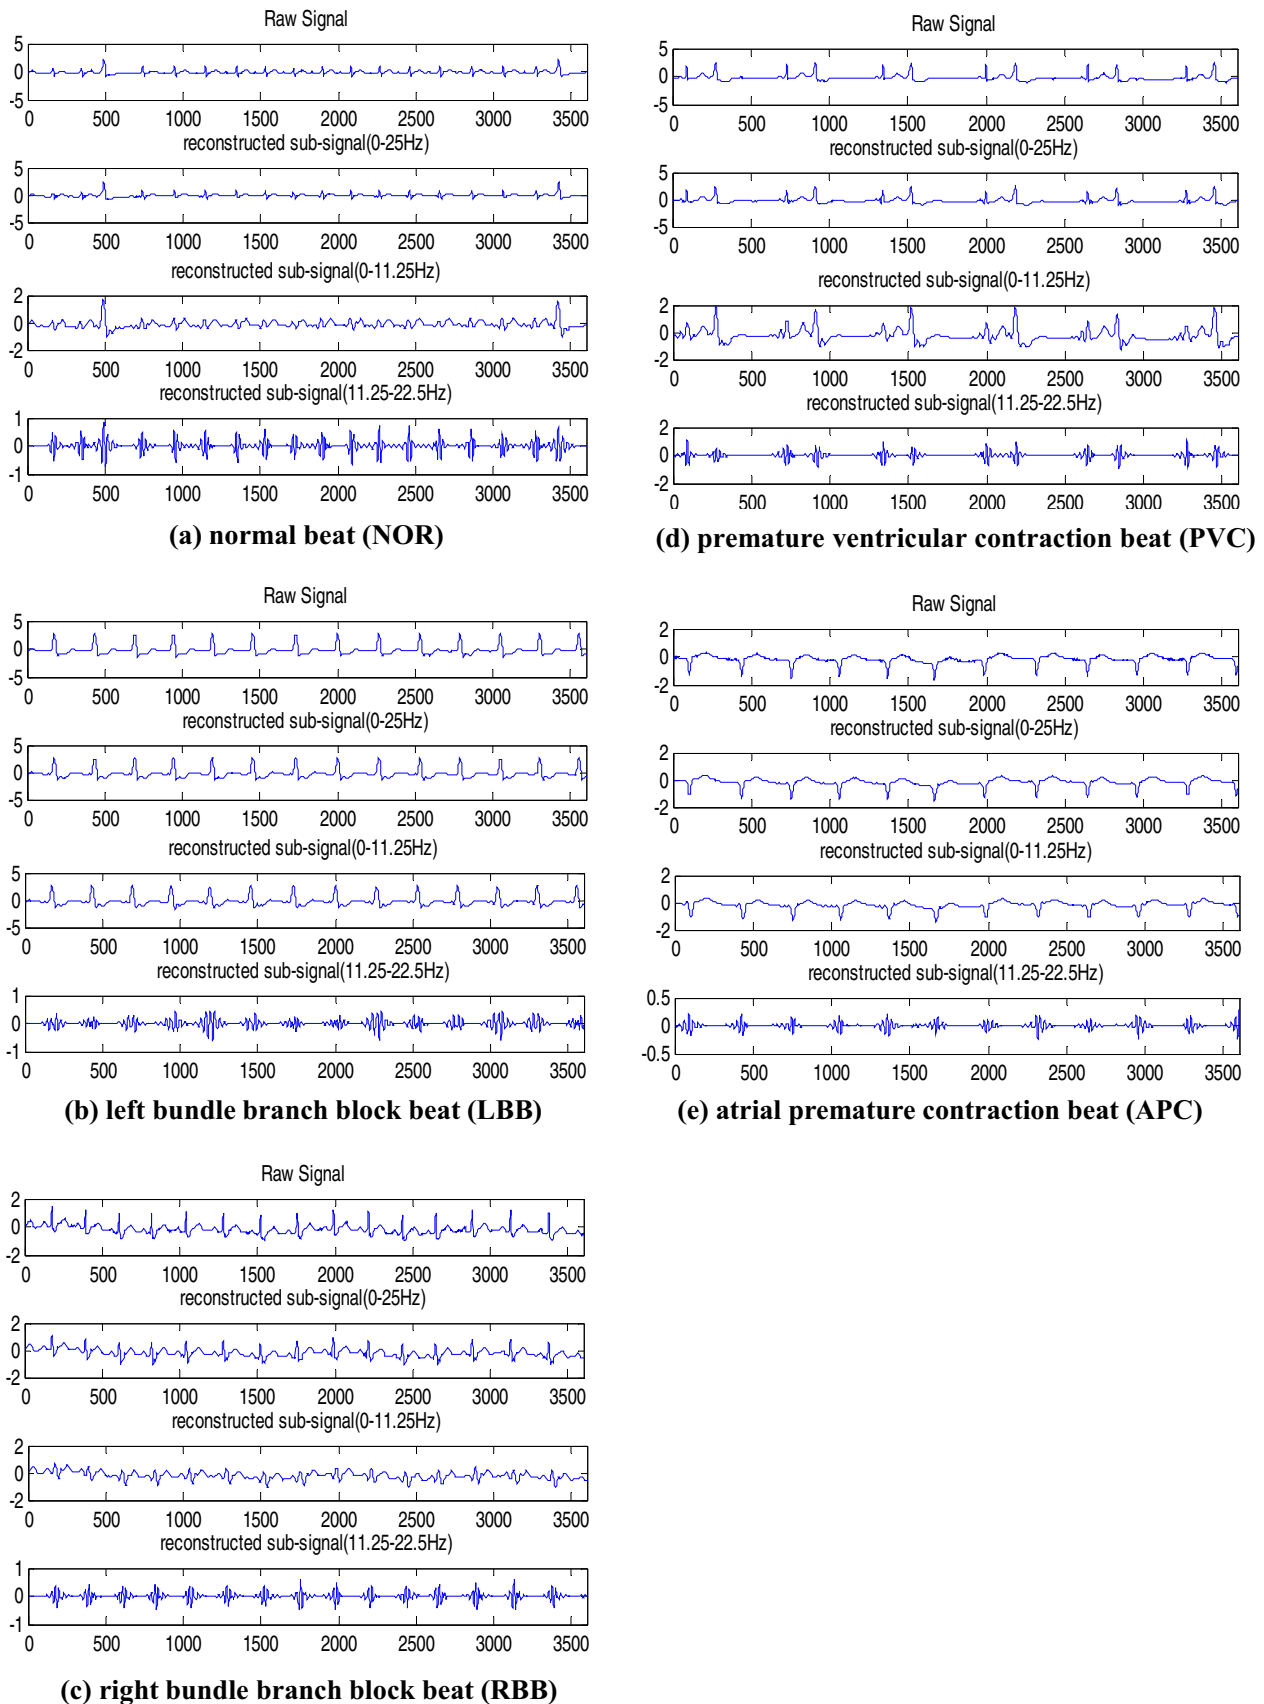 Raw Signal
5
0
-5
0 500 1000 1500 2000 2500 3000 3500
reconstructed sub-signal(0-25Hz)
5
0
-5
0 500 1000 1500 2000 2500 3000 3500
reconstructed sub-signal(0-11.25Hz)
2
0
-2
0 500 1000 1500 2000 2500 3000 3500
reconstructed sub-signal(11.25-22.5Hz)
1
0
-1
0 500 1000 1500 2000 2500 3000 3500
(a) normal beat (NOR)
Raw Signal
5
0
-5
0 500 1000 1500 2000 2500 3000 3500
reconstructed sub-signal(0-25Hz)
5
0
-5
0 500 1000 1500 2000 2500 3000 3500
reconstructed sub-signal(0-11.25Hz)
5
0
-5
0 500 1000 1500 2000 2500 3000 3500
reconstructed sub-signal(11.25-22.5Hz)
1
0
-1
0 500 1000 1500 2000 2500 3000 3500
(b) left bundle branch block beat (LBB)
Raw Signal
2
0
-2
0 500 1000 1500 2000 2500 3000 3500
reconstructed sub-signal(0-25Hz)
2
0
-2
0 500 1000 1500 2000 2500 3000 3500
reconstructed sub-signal(0-11.25Hz)
2
0
-2
0 500 1000 1500 2000 2500 3000 3500
reconstructed sub-signal(11.25-22.5Hz)
1
0
-1
0 500 1000 1500 2000 2500 3000 3500
(c) right bundle branch block beat (RBB)
Raw Signal
5
0
-5
0 500 1000 1500 2000 2500 3000 3500
reconstructed sub-signal(0-25Hz)
5
0
-5
0 500 1000 1500 2000 2500 3000 3500
reconstructed sub-signal(0-11.25Hz)
2
0
-2
0 500 1000 1500 2000 2500 3000 3500
reconstructed sub-signal(11.25-22.5Hz)
2
0
-2
0 500 1000 1500 2000 2500 3000 3500
(d) premature ventricular contraction beat (PVC)
Raw Signal
2
0
-2
0 500 1000 1500 2000 2500 3000 3500
reconstructed sub-signal(0-25Hz)
2
0
-2
0 500 1000 1500 2000 2500 3000 3500
reconstructed sub-signal(0-11.25Hz)
2
0
-2
0 500 1000 1500 2000 2500 3000 3500
reconstructed sub-signal(11.25-22.5Hz)
0.5
0
-0.5
0 500 1000 1500 2000 2500 3000 3500
(e) atrial premature contraction beat (APC)